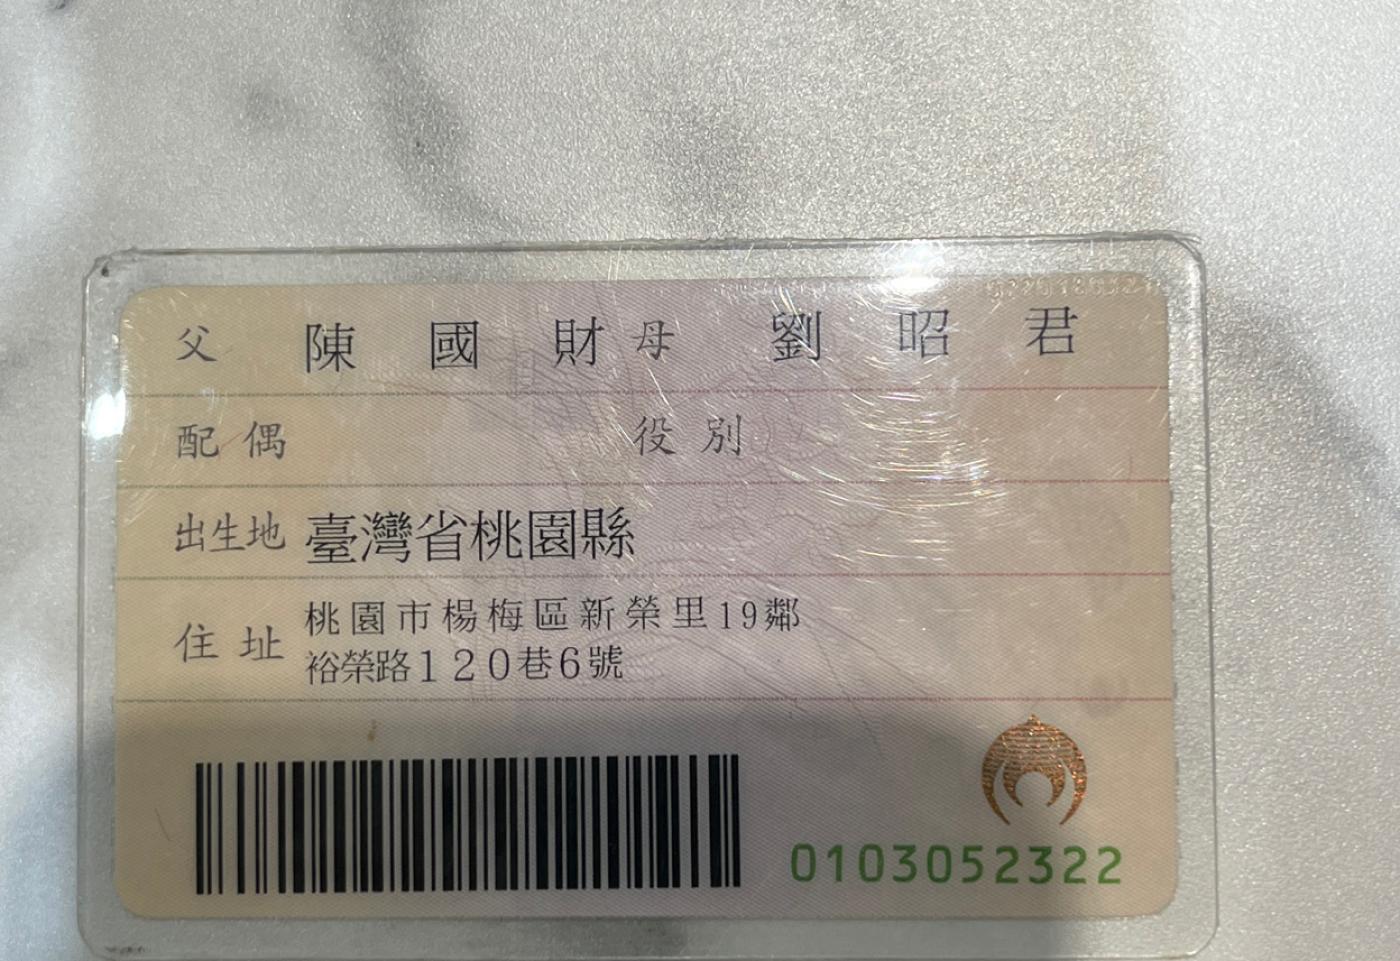 父 陳國財 母 劉昭君
配偶 役別
出生地 臺灣省桃園縣
住址 桃園市楊梅區新榮里19鄰
裕榮路120巷6號
0103052322